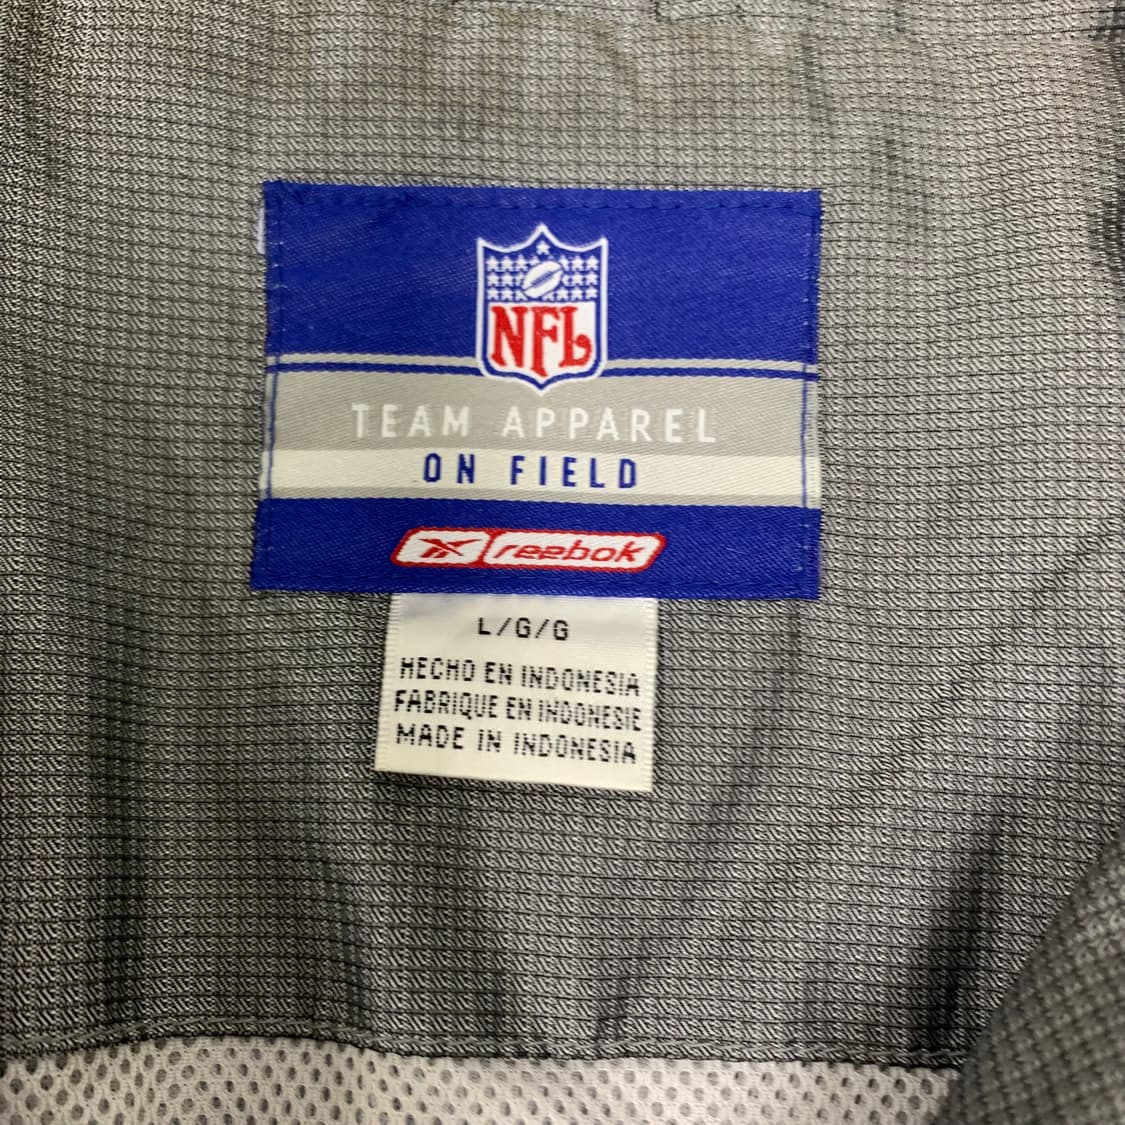 NFL
TEAM APPAREL
ON FIELD
reebok
L/G/G
HECHO EN INDONESIA
FABRIQUE EN INDONESIE
MADE IN INDONESIA